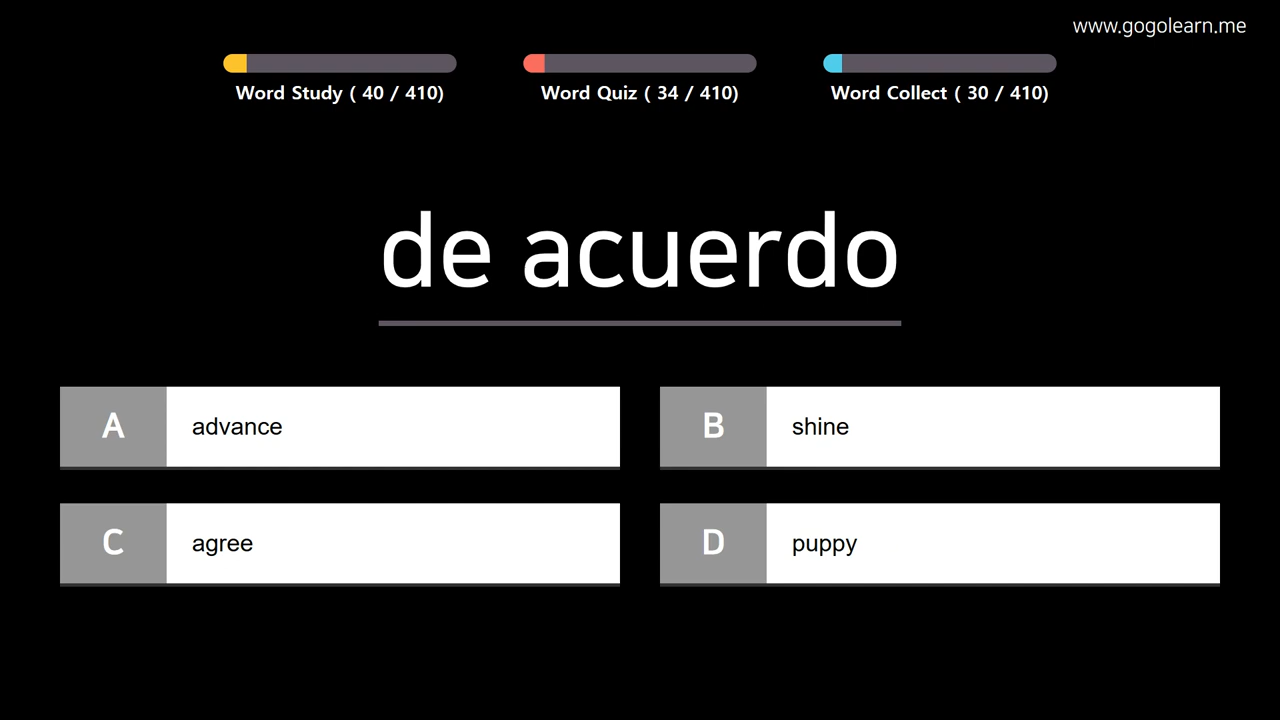 www.gogolearn.me
Word Study ( 40 / 410)
Word Quiz ( 34 / 410)
Word Collect ( 30 / 410)
de acuerdo
A advance
B shine
C agree
D puppy